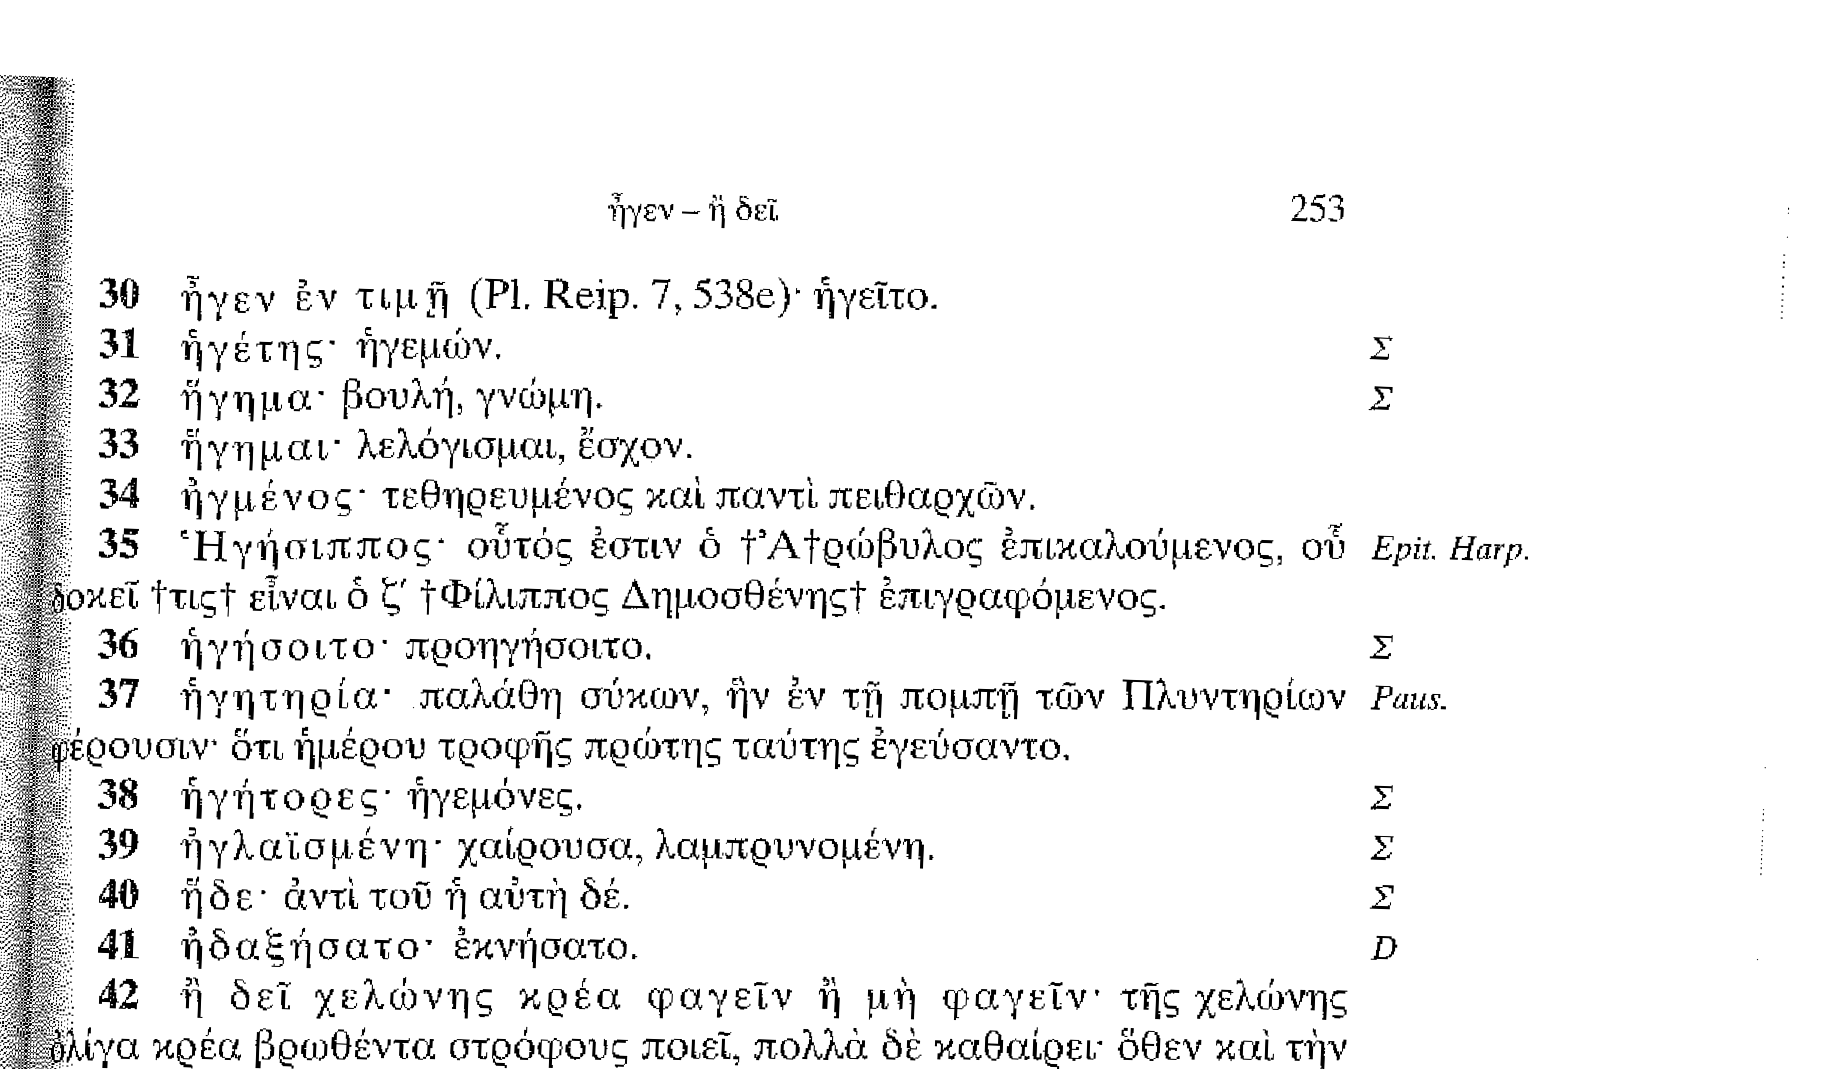 ἦγεν – ἢ δεῖ 253
30 ἦγεν ἐν τιμῇ (Pl. Reip. 7, 538e)· ἡγεῖτο.
31 ἡγέτης· ἡγεμών. Σ
32 ἥγημα· βουλή, γνώμη. Σ
33 ἥγημαι· λελόγισμαι, ἔσχον.
34 ἠγμένος· τεθηρευμένος καὶ παντὶ πειθαρχῶν.
35 Ἡγήσιππος· οὗτός ἐστιν ὁ †Ἀ†ρώβυλος ἐπικαλούμενος, οὗ Epit. Harp.
δοκεῖ †τις† εἶναι ὁ ζ΄ †Φίλιππος Δημοσθένης† ἐπιγραφόμενος.
36 ἡγήσοιτο· προηγήσοιτο. Σ
37 ἡγητηρία· παλάθη σύκων, ἣν ἐν τῇ πομπῇ τῶν Πλυντηρίων Paus.
φέρουσιν· ὅτι ἡμέρου τροφῆς πρώτης ταύτης ἐγεύσαντο.
38 ἡγήτορες· ἡγεμόνες. Σ
39 ἠγλαϊσμένη· χαίρουσα, λαμπρυνομένη. Σ
40 ἥδε· ἀντὶ τοῦ ἡ αὐτὴ δέ. Σ
41 ἠδαξήσατο· ἐκνήσατο. D
42 ἢ δεῖ χελώνης κρέα φαγεῖν ἢ μὴ φαγεῖν· τῆς χελώνης
ὀλίγα κρέα βρωθέντα στρόφους ποιεῖ, πολλὰ δὲ καθαίρει· ὅθεν καὶ τὴν